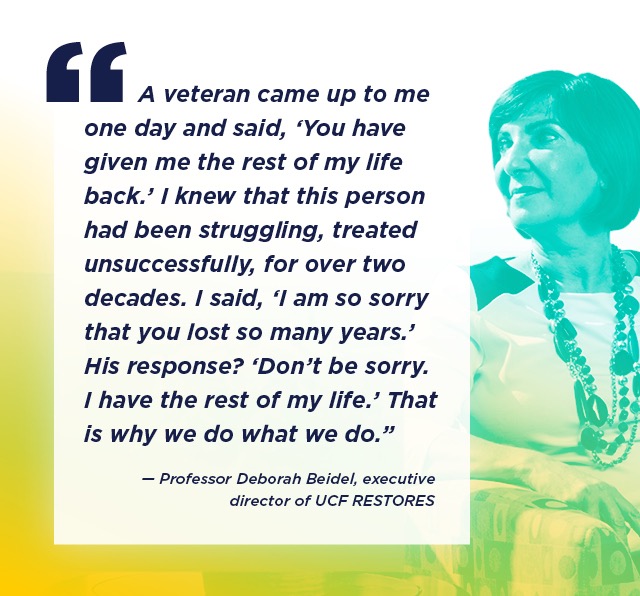 “ A veteran came up to me
one day and said, ‘You have
given me the rest of my life
back.’ I knew that this person
had been struggling, treated
unsuccessfully, for over two
decades. I said, ‘I am so sorry
that you lost so many years.’
His response? ‘Don’t be sorry.
I have the rest of my life.’ That
is why we do what we do.”
— Professor Deborah Beidel, executive
director of UCF RESTORES